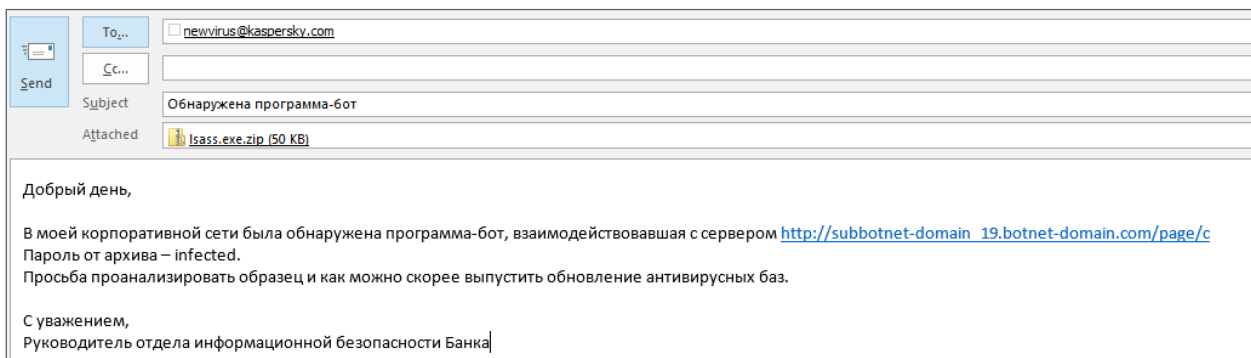 To... newvirus@kaspersky.com
Cc...
Send
Subject Обнаружена программа-бот
Attached lsass.exe.zip (50 KB)
Добрый день,
В моей корпоративной сети была обнаружена программа-бот, взаимодействовавшая с сервером http://subbotnet-domain_19.botnet-domain.com/page/c
Пароль от архива – infected.
Просьба проанализировать образец и как можно скорее выпустить обновление антивирусных баз.
С уважением,
Руководитель отдела информационной безопасности Банка